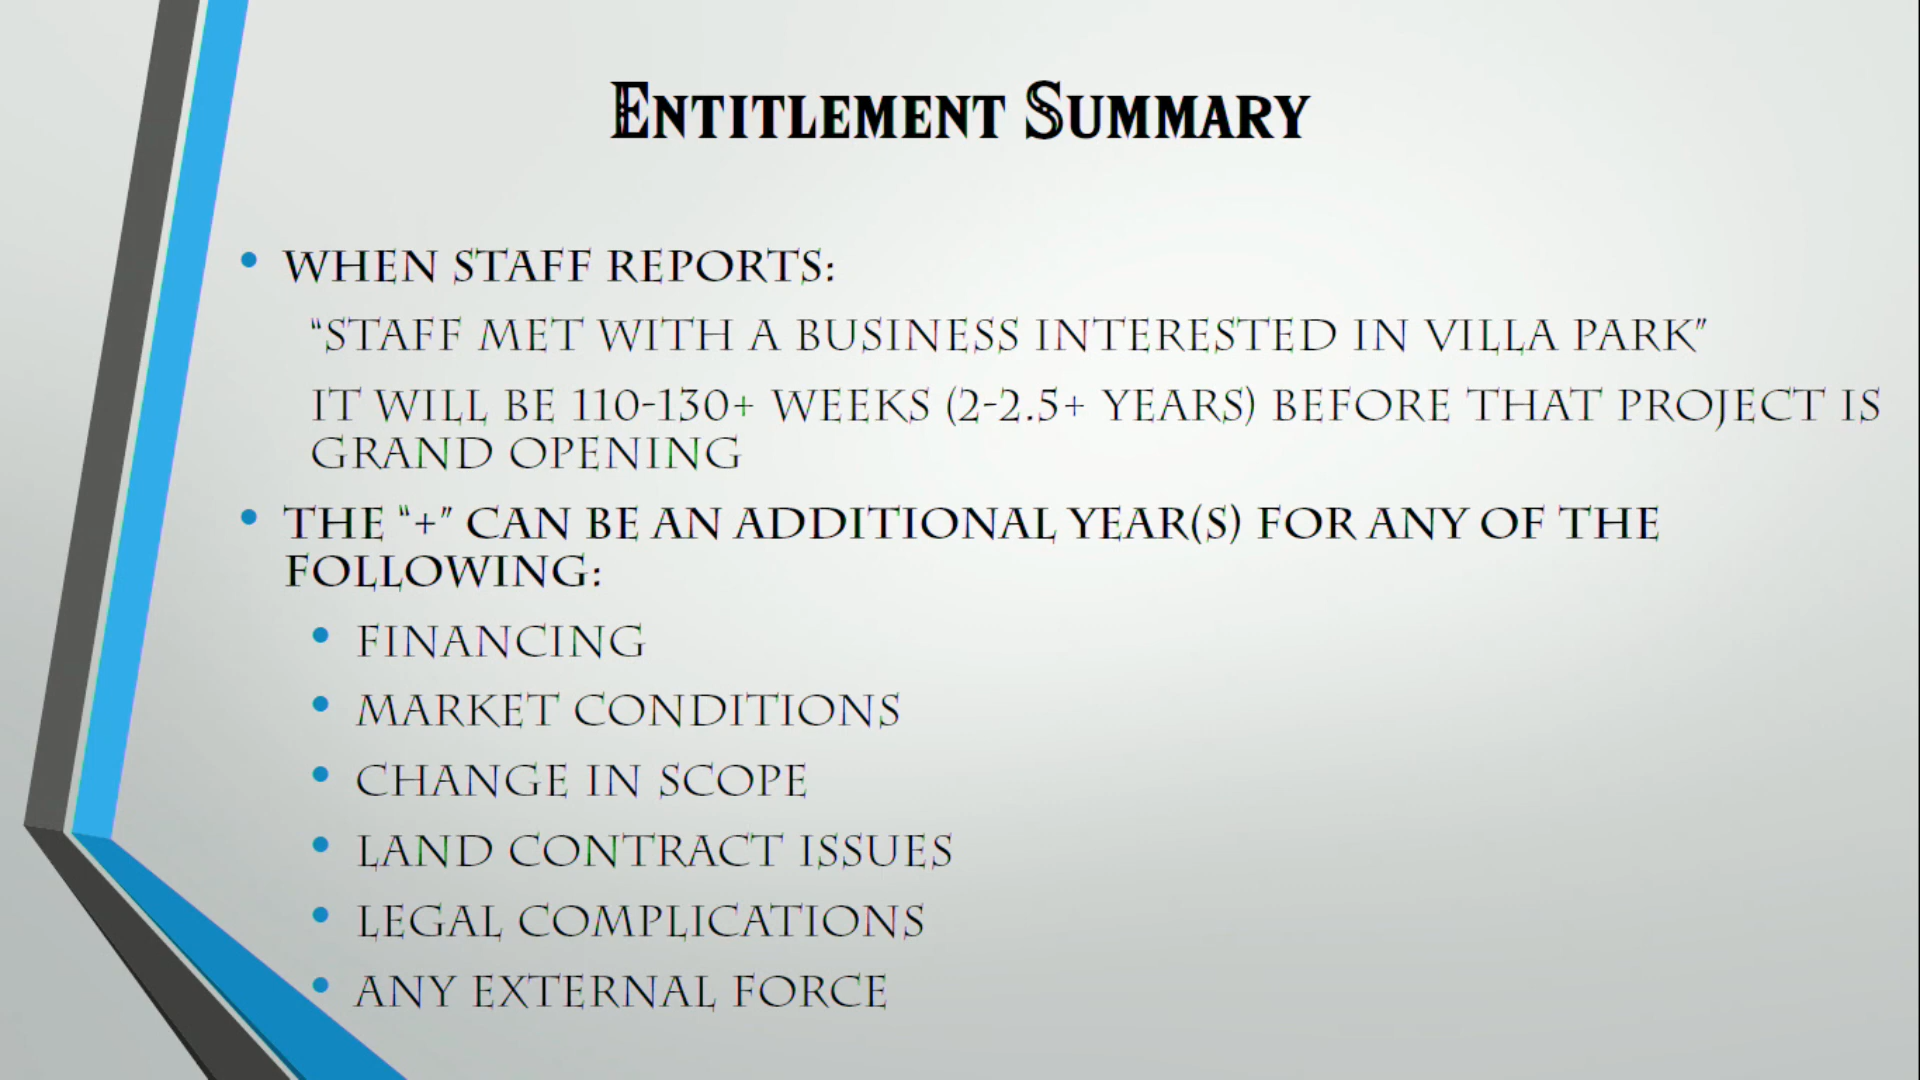 Entitlement Summary
• WHEN STAFF REPORTS:
“STAFF MET WITH A BUSINESS INTERESTED IN VILLA PARK”
IT WILL BE 110-130+ WEEKS (2-2.5+ YEARS) BEFORE THAT PROJECT IS
GRAND OPENING
• THE “+” CAN BE AN ADDITIONAL YEAR(S) FOR ANY OF THE
FOLLOWING:
• FINANCING
• MARKET CONDITIONS
• CHANGE IN SCOPE
• LAND CONTRACT ISSUES
• LEGAL COMPLICATIONS
• ANY EXTERNAL FORCE